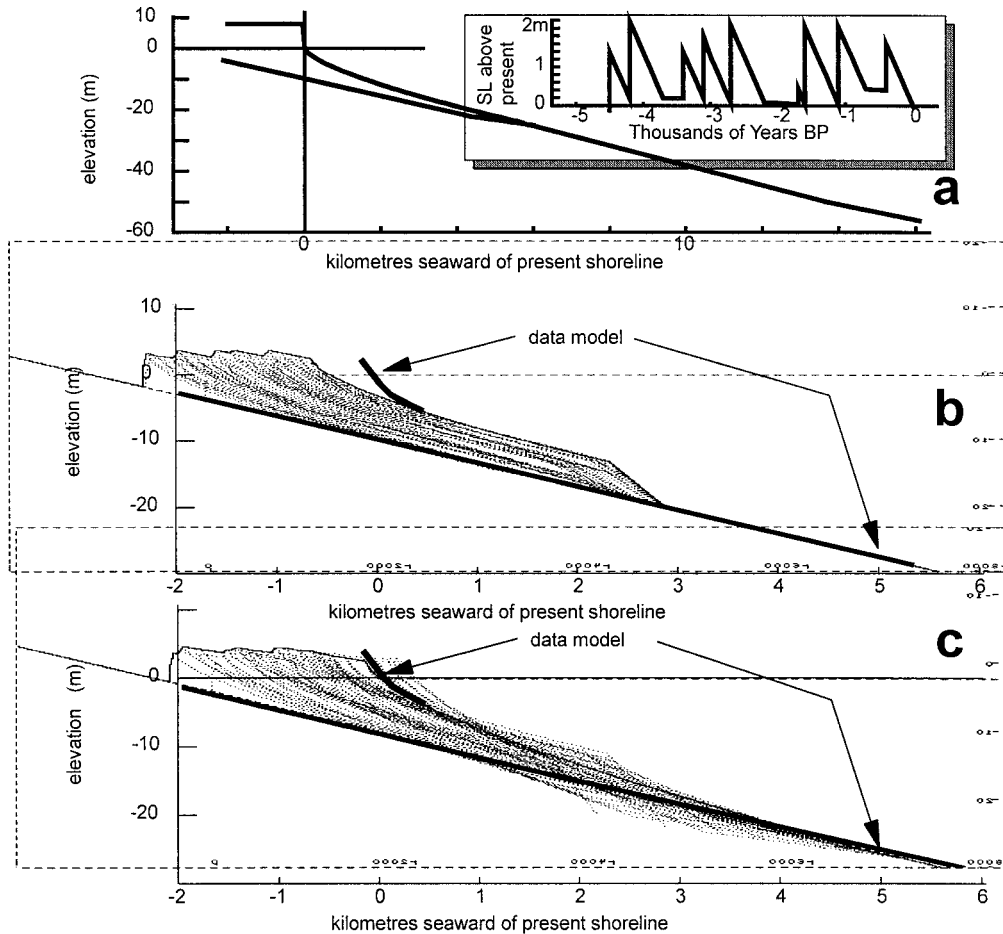 10
0
-20
-40
-60
elevation (m)
0
10
kilometres seaward of present shoreline
2m
1
0
SL above
present
-5
-4
-3
-2
-1
0
Thousands of Years BP
a
10
0
-10
-20
elevation (m)
data model
b
-2
-1
0
1
2
3
4
5
6
kilometres seaward of present shoreline
data model
c
0
-10
-20
elevation (m)
-2
-1
0
1
2
3
4
5
6
kilometres seaward of present shoreline